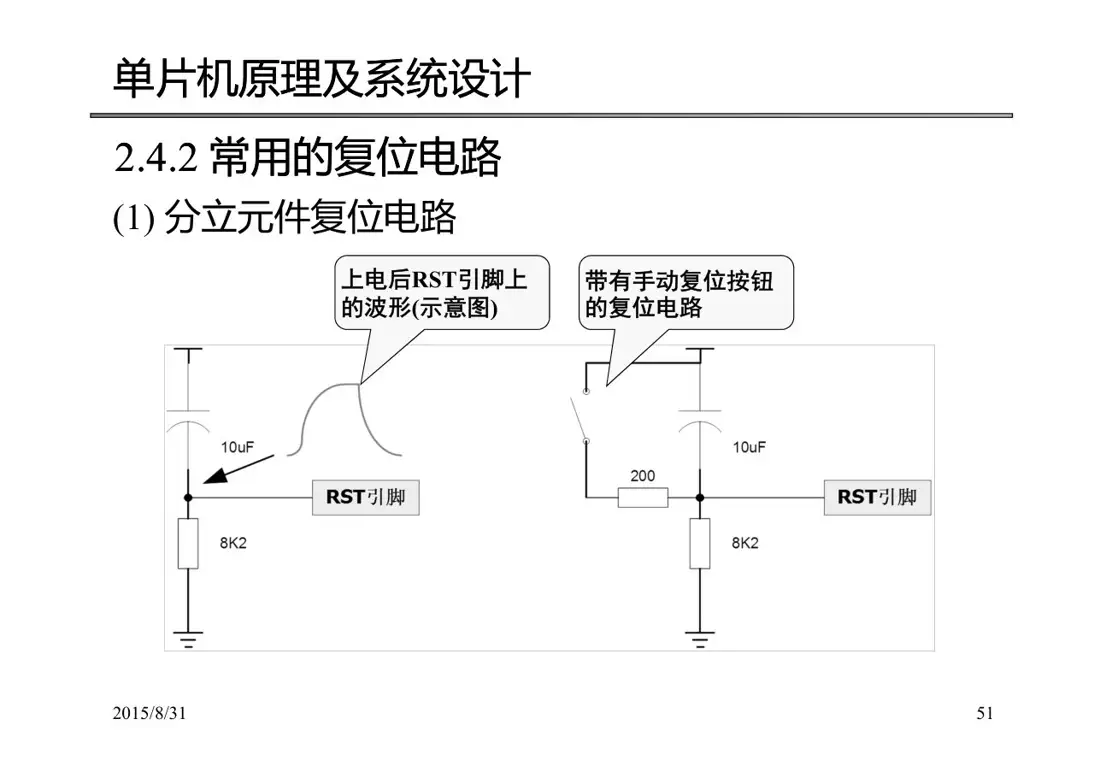 单片机原理及系统设计
2.4.2 常用的复位电路
(1) 分立元件复位电路
上电后RST引脚上
的波形(示意图)
带有手动复位按钮
的复位电路
10uF
RST引脚
8K2
200
10uF
RST引脚
8K2
2015/8/31
51